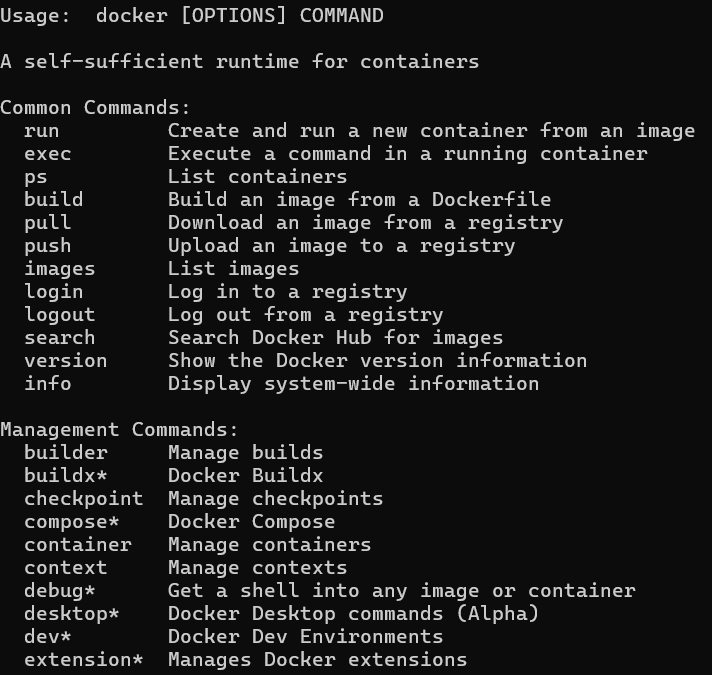 Usage:  docker [OPTIONS] COMMAND

A self-sufficient runtime for containers

Common Commands:
  run         Create and run a new container from an image
  exec        Execute a command in a running container
  ps          List containers
  build       Build an image from a Dockerfile
  pull        Download an image from a registry
  push        Upload an image to a registry
  images      List images
  login       Log in to a registry
  logout      Log out from a registry
  search      Search Docker Hub for images
  version     Show the Docker version information
  info        Display system-wide information

Management Commands:
  builder     Manage builds
  buildx*     Docker Buildx
  checkpoint  Manage checkpoints
  compose*    Docker Compose
  container   Manage containers
  context     Manage contexts
  debug*      Get a shell into any image or container
  desktop*    Docker Desktop commands (Alpha)
  dev*        Docker Dev Environments
  extension*  Manages Docker extensions